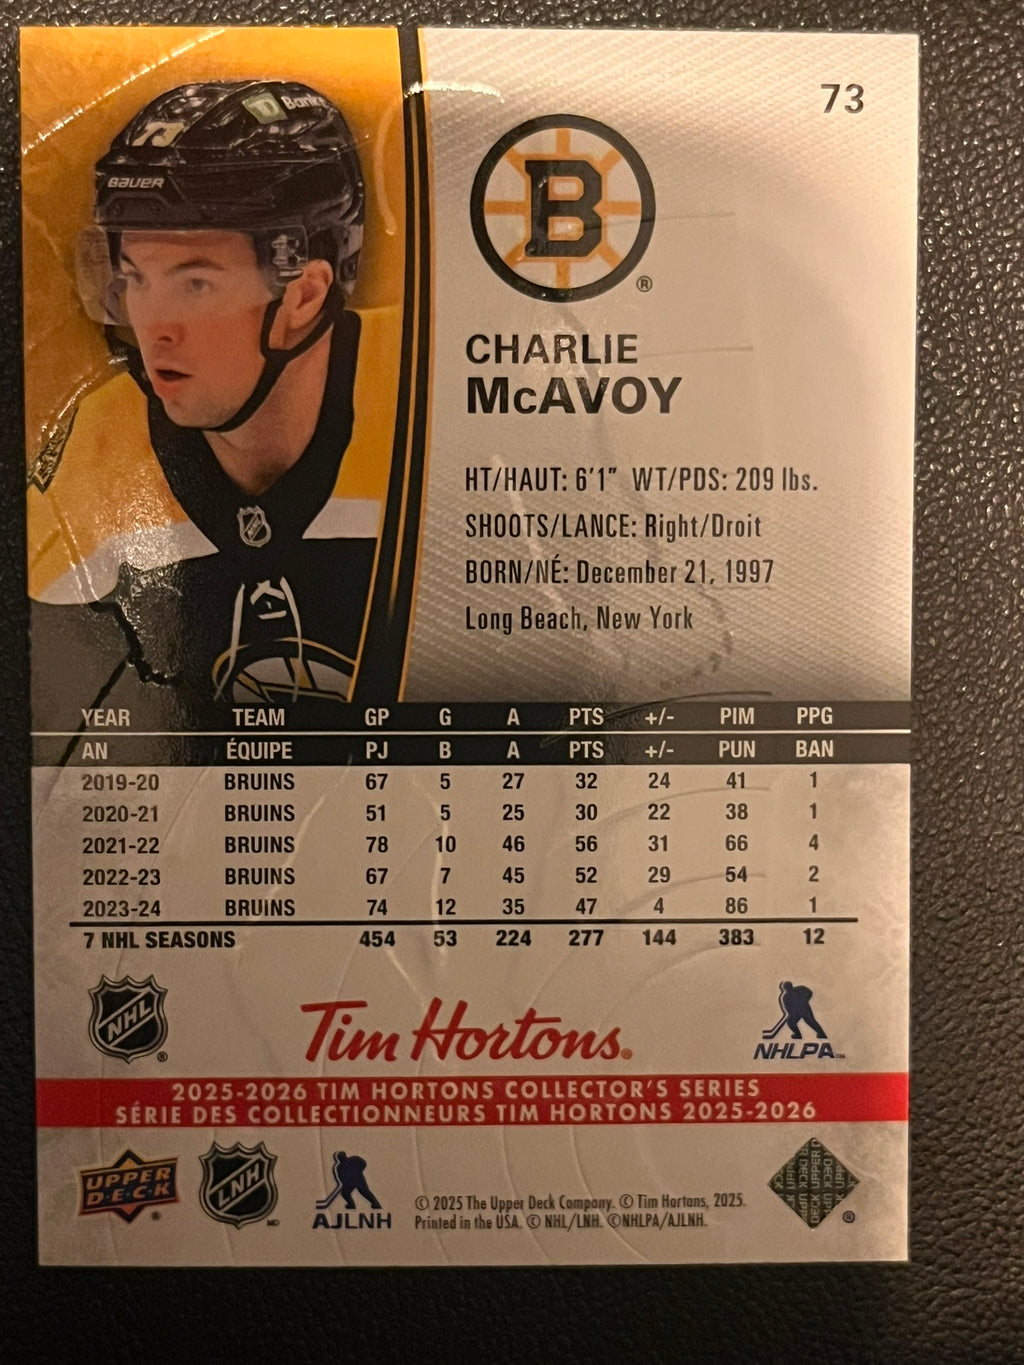 73
73
Bank
BAUER
B
®
CHARLIE
McAVOY
HT/HAUT: 6'1" WT/PDS: 209 lbs.
SHOOTS/LANCE: Right/Droit
BORN/NÉ: December 21, 1997
Long Beach, New York
YEAR TEAM GP G A PTS +/- PIM PPG
AN ÉQUIPE PJ B A PTS +/- PUN BAN
2019-20 BRUINS 67 5 27 32 24 41 1
2020-21 BRUINS 51 5 25 30 22 38 1
2021-22 BRUINS 78 10 46 56 31 66 4
2022-23 BRUINS 67 7 45 52 29 54 2
2023-24 BRUINS 74 12 35 47 4 86 1
7 NHL SEASONS 454 53 224 277 144 383 12
NHL ®
Tim Hortons®
NHLPA™
2025-2026 TIM HORTONS COLLECTOR'S SERIES
SÉRIE DES COLLECTIONNEURS TIM HORTONS 2025-2026
UPPER DECK ®
LNH MD
AJLNH
© 2025 The Upper Deck Company. © Tim Hortons, 2025.
Printed in the USA. © NHL/LNH. ©NHLPA/AJLNH.
UPPER DECK ®